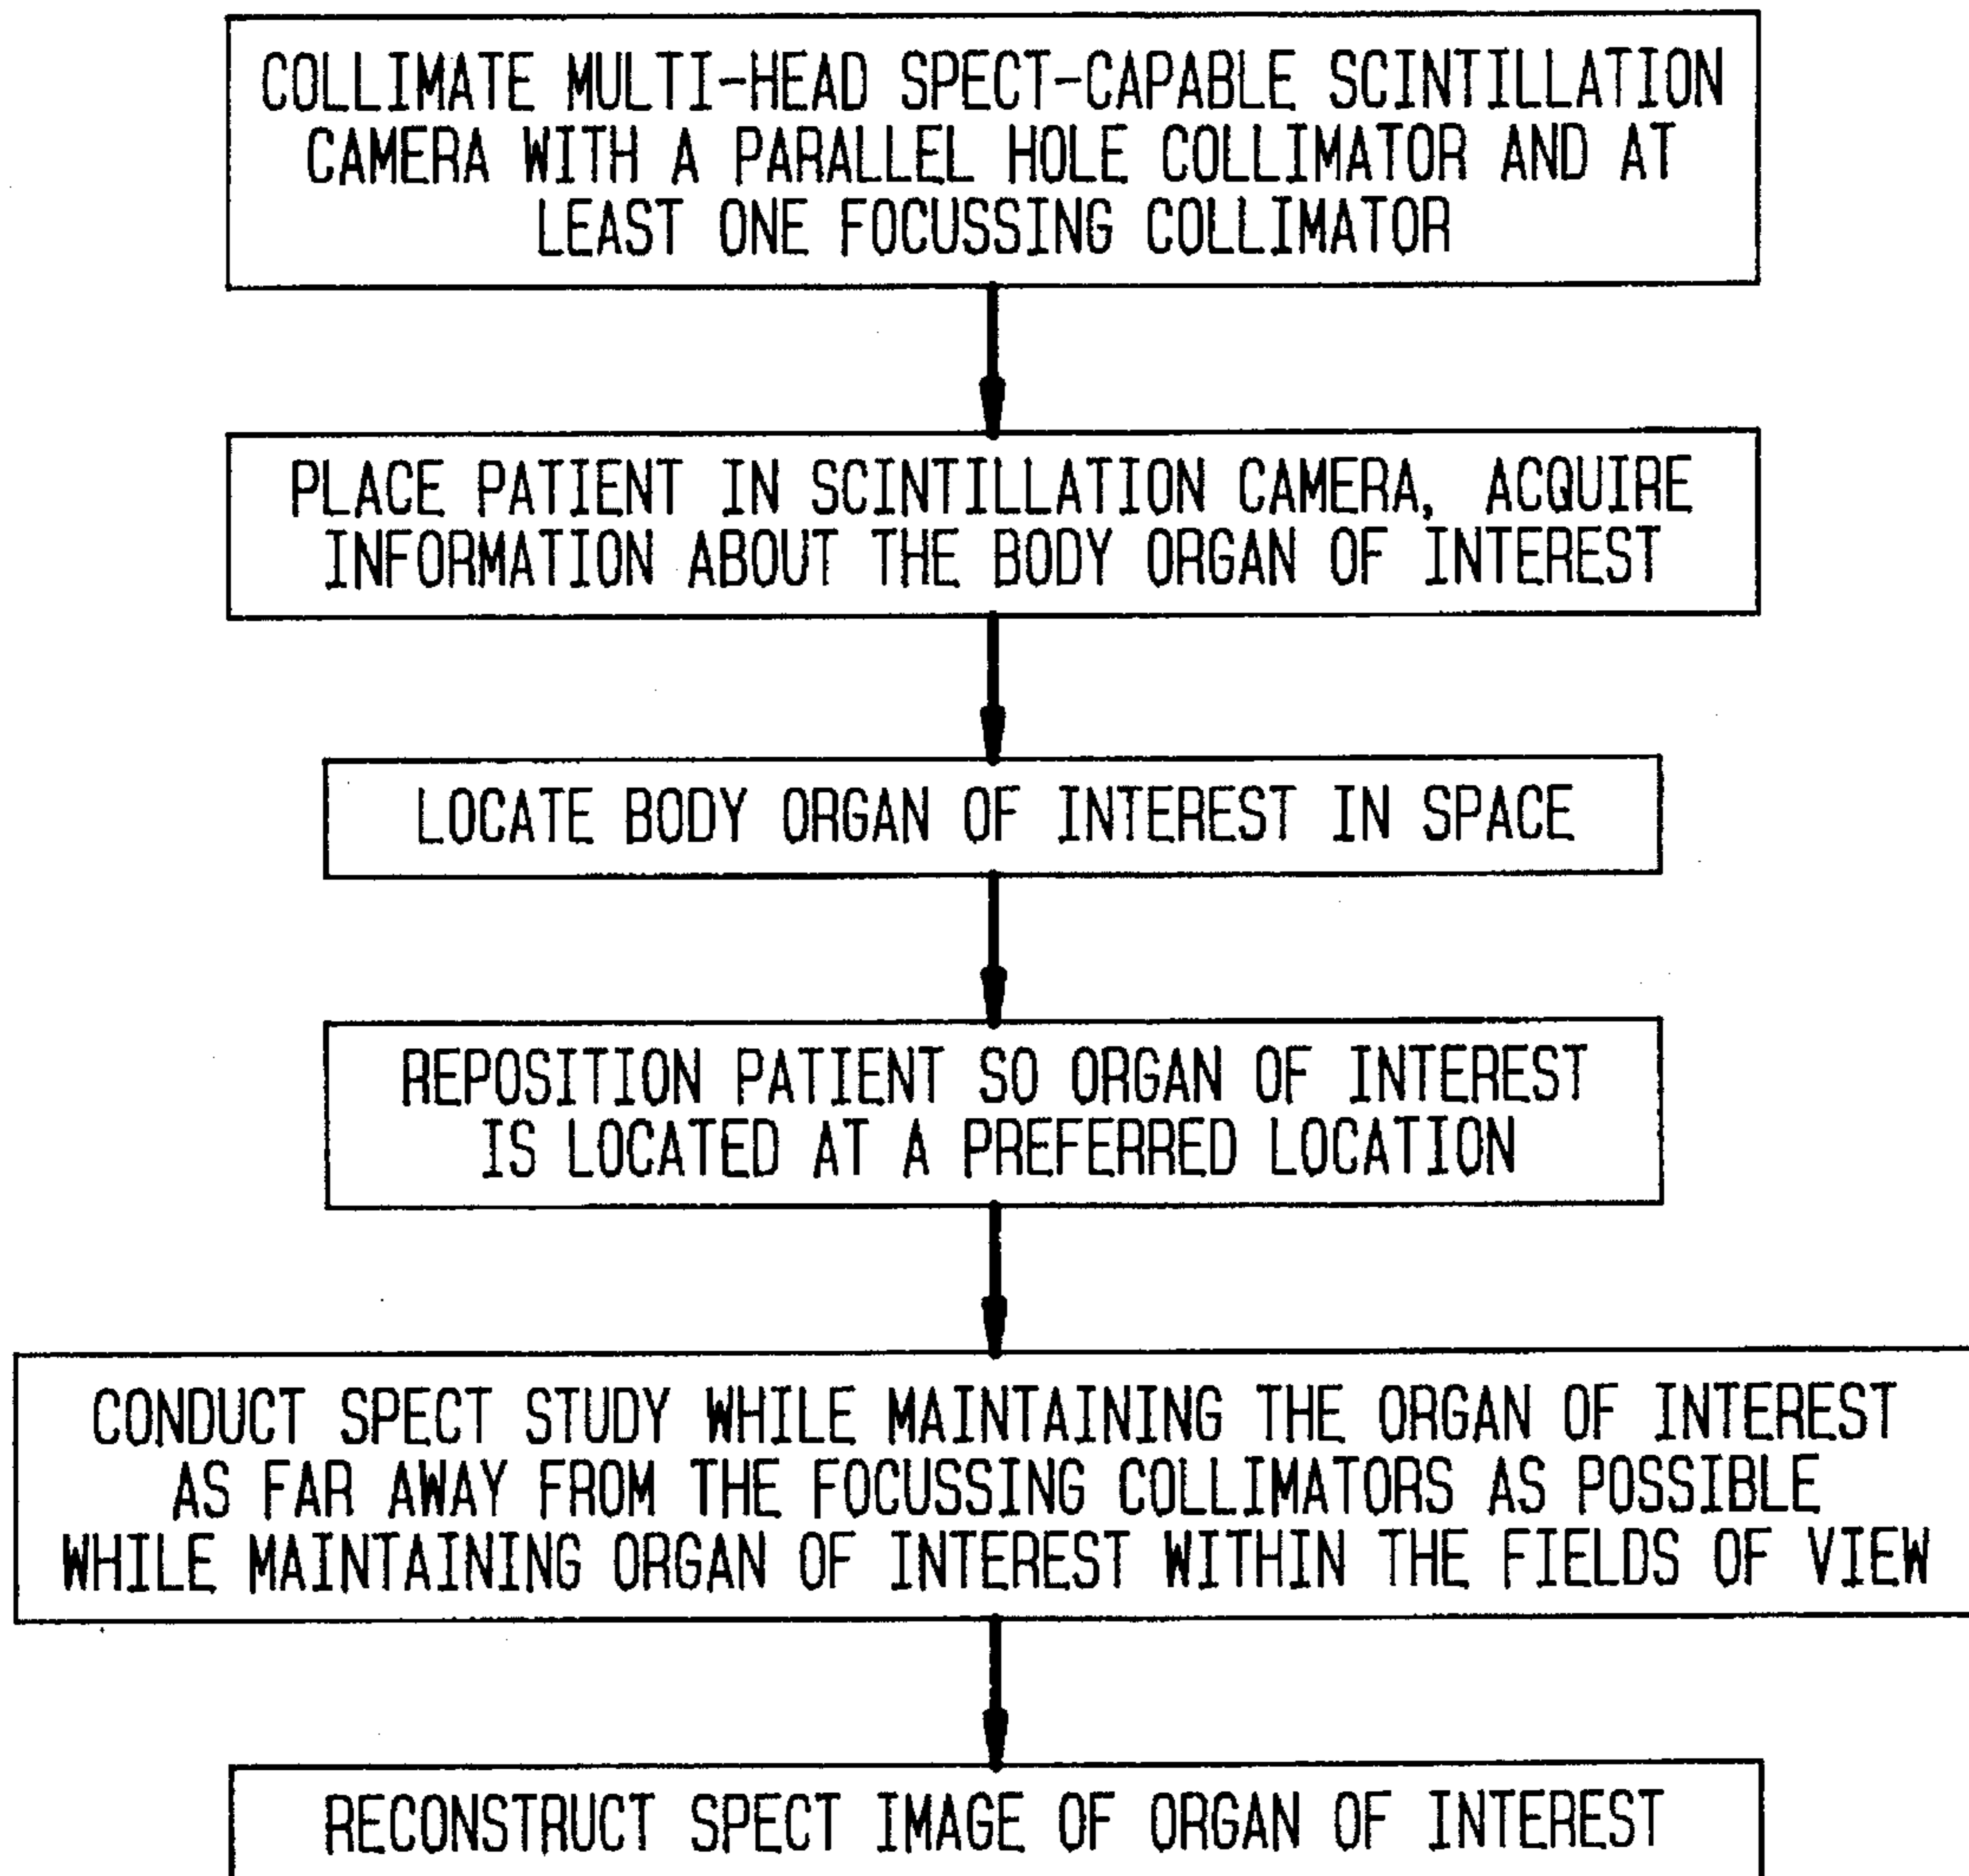 COLLIMATE MULTI-HEAD SPECT-CAPABLE SCINTILLATION
CAMERA WITH A PARALLEL HOLE COLLIMATOR AND AT
LEAST ONE FOCUSSING COLLIMATOR
PLACE PATIENT IN SCINTILLATION CAMERA, ACQUIRE
INFORMATION ABOUT THE BODY ORGAN OF INTEREST
LOCATE BODY ORGAN OF INTEREST IN SPACE
REPOSITION PATIENT SO ORGAN OF INTEREST
IS LOCATED AT A PREFERRED LOCATION
CONDUCT SPECT STUDY WHILE MAINTAINING THE ORGAN OF INTEREST
AS FAR AWAY FROM THE FOCUSSING COLLIMATORS AS POSSIBLE
WHILE MAINTAINING ORGAN OF INTEREST WITHIN THE FIELDS OF VIEW
RECONSTRUCT SPECT IMAGE OF ORGAN OF INTEREST